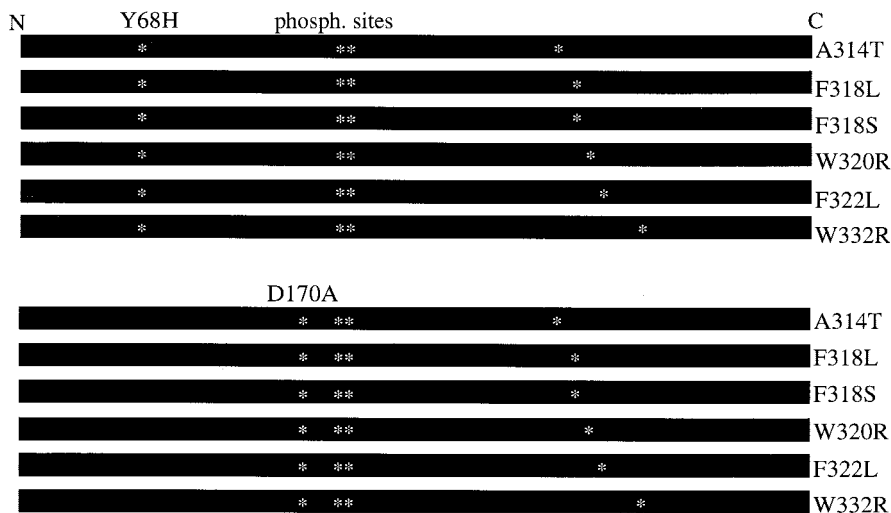 N Y68H phosph. sites C
* ** * A314T
* ** * F318L
* ** * F318S
* ** * W320R
* ** * F322L
* ** * W332R
D170A
* ** * A314T
* ** * F318L
* ** * F318S
* ** * W320R
* ** * F322L
* ** * W332R